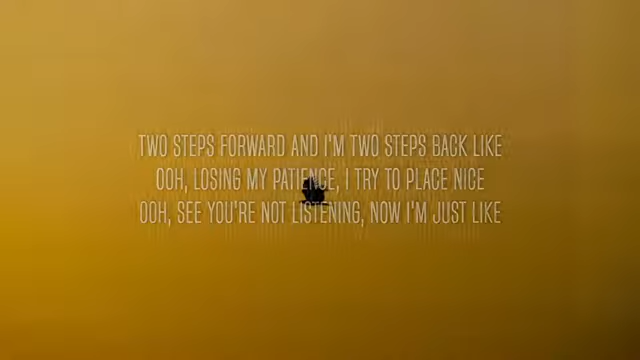 TWO STEPS FORWARD AND I'M TWO STEPS BACK LIKE
OOH, LOSING MY PATIENCE, I TRY TO PLACE NICE
OOH, SEE YOU'RE NOT LISTENING, NOW I'M JUST LIKE